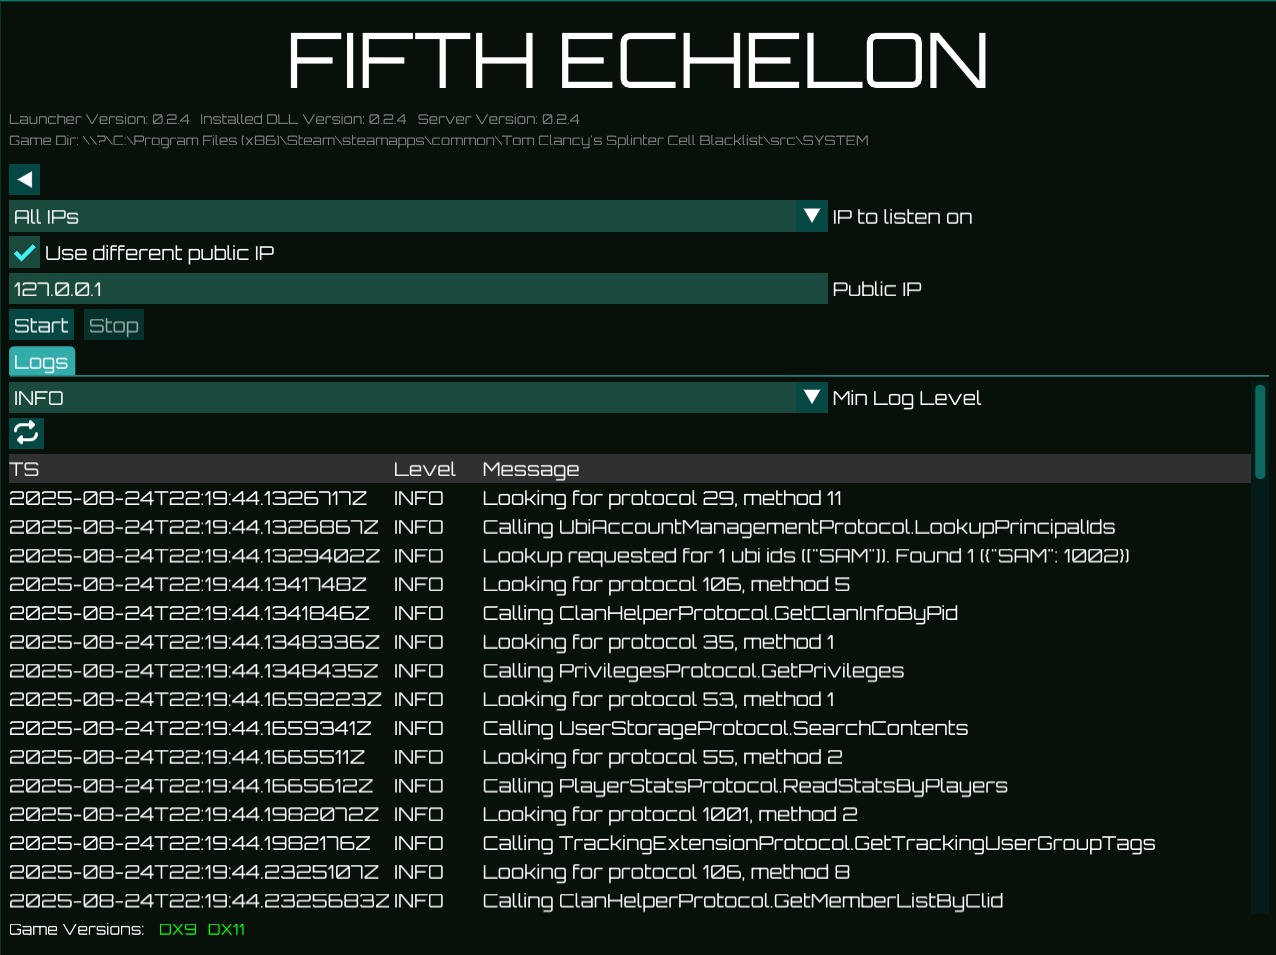 FIFTH ECHELON
Launcher Version: 0.2.4 Installed DLL Version: 0.2.4 Server Version: 0.2.4
Game Dir: \\?\C:\Program Files (x86)\Steam\steamapps\common\Tom Clancy's Splinter Cell Blacklist\src\SYSTEM
All IPs IP to listen on
Use different public IP
127.0.0.1 Public IP
Start Stop
Logs
INFO Min Log Level
TS Level Message
2025-08-24T22:19:44.1326717Z INFO Looking for protocol 29, method 11
2025-08-24T22:19:44.1326867Z INFO Calling UbiAccountManagementProtocol.LookupPrincipalIds
2025-08-24T22:19:44.1329402Z INFO Lookup requested for 1 ubi ids ({"SAM"}). Found 1 ({"SAM": 1002})
2025-08-24T22:19:44.1341748Z INFO Looking for protocol 106, method 5
2025-08-24T22:19:44.1341846Z INFO Calling ClanHelperProtocol.GetClanInfoByPid
2025-08-24T22:19:44.1348336Z INFO Looking for protocol 35, method 1
2025-08-24T22:19:44.1348435Z INFO Calling PrivilegesProtocol.GetPrivileges
2025-08-24T22:19:44.1659223Z INFO Looking for protocol 53, method 1
2025-08-24T22:19:44.1659341Z INFO Calling UserStorageProtocol.SearchContents
2025-08-24T22:19:44.1665511Z INFO Looking for protocol 55, method 2
2025-08-24T22:19:44.1665612Z INFO Calling PlayerStatsProtocol.ReadStatsByPlayers
2025-08-24T22:19:44.1982072Z INFO Looking for protocol 1001, method 2
2025-08-24T22:19:44.1982176Z INFO Calling TrackingExtensionProtocol.GetTrackingUserGroupTags
2025-08-24T22:19:44.2325107Z INFO Looking for protocol 106, method 8
2025-08-24T22:19:44.2325683Z INFO Calling ClanHelperProtocol.GetMemberListByClid
Game Versions: DX9 DX11